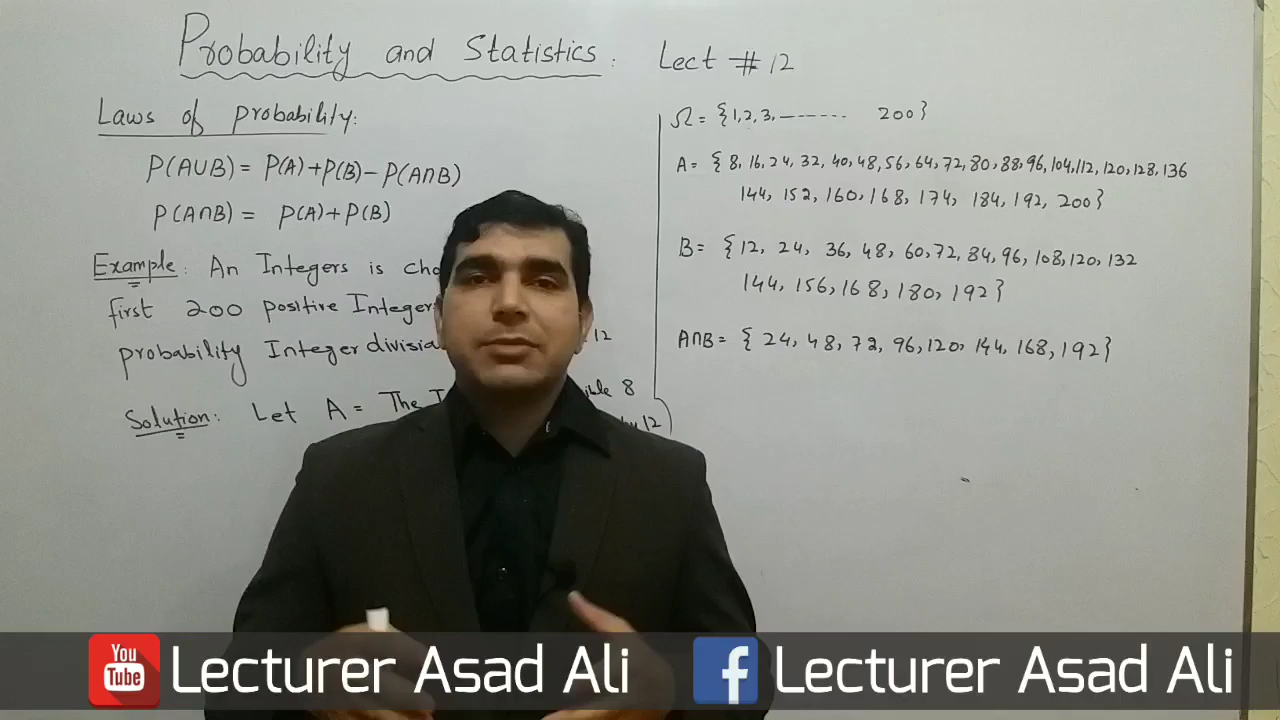 Probability and Statistics. Lect # 12
Laws of probability:
P(A∪B) = P(A)+P(B)-P(A∩B)
P(A∩B) = P(A)+P(B)
Example: An Integers is
first 200 positive
probability Integer 12
Solution: Let A = The 8
by 12)
Ω = {1,2,3,------- 200}
A = {8, 16, 24, 32, 40, 48, 56, 64, 72, 80, 88, 96, 104, 112, 120, 128, 136
144, 152, 160, 168, 174, 184, 192, 200}
B = {12, 24, 36, 48, 60, 72, 84, 96, 108, 120, 132
144, 156, 168, 180, 192}
A∩B = {24, 48, 72, 96, 120, 144, 168, 192}
You Tube Lecturer Asad Ali f Lecturer Asad Ali